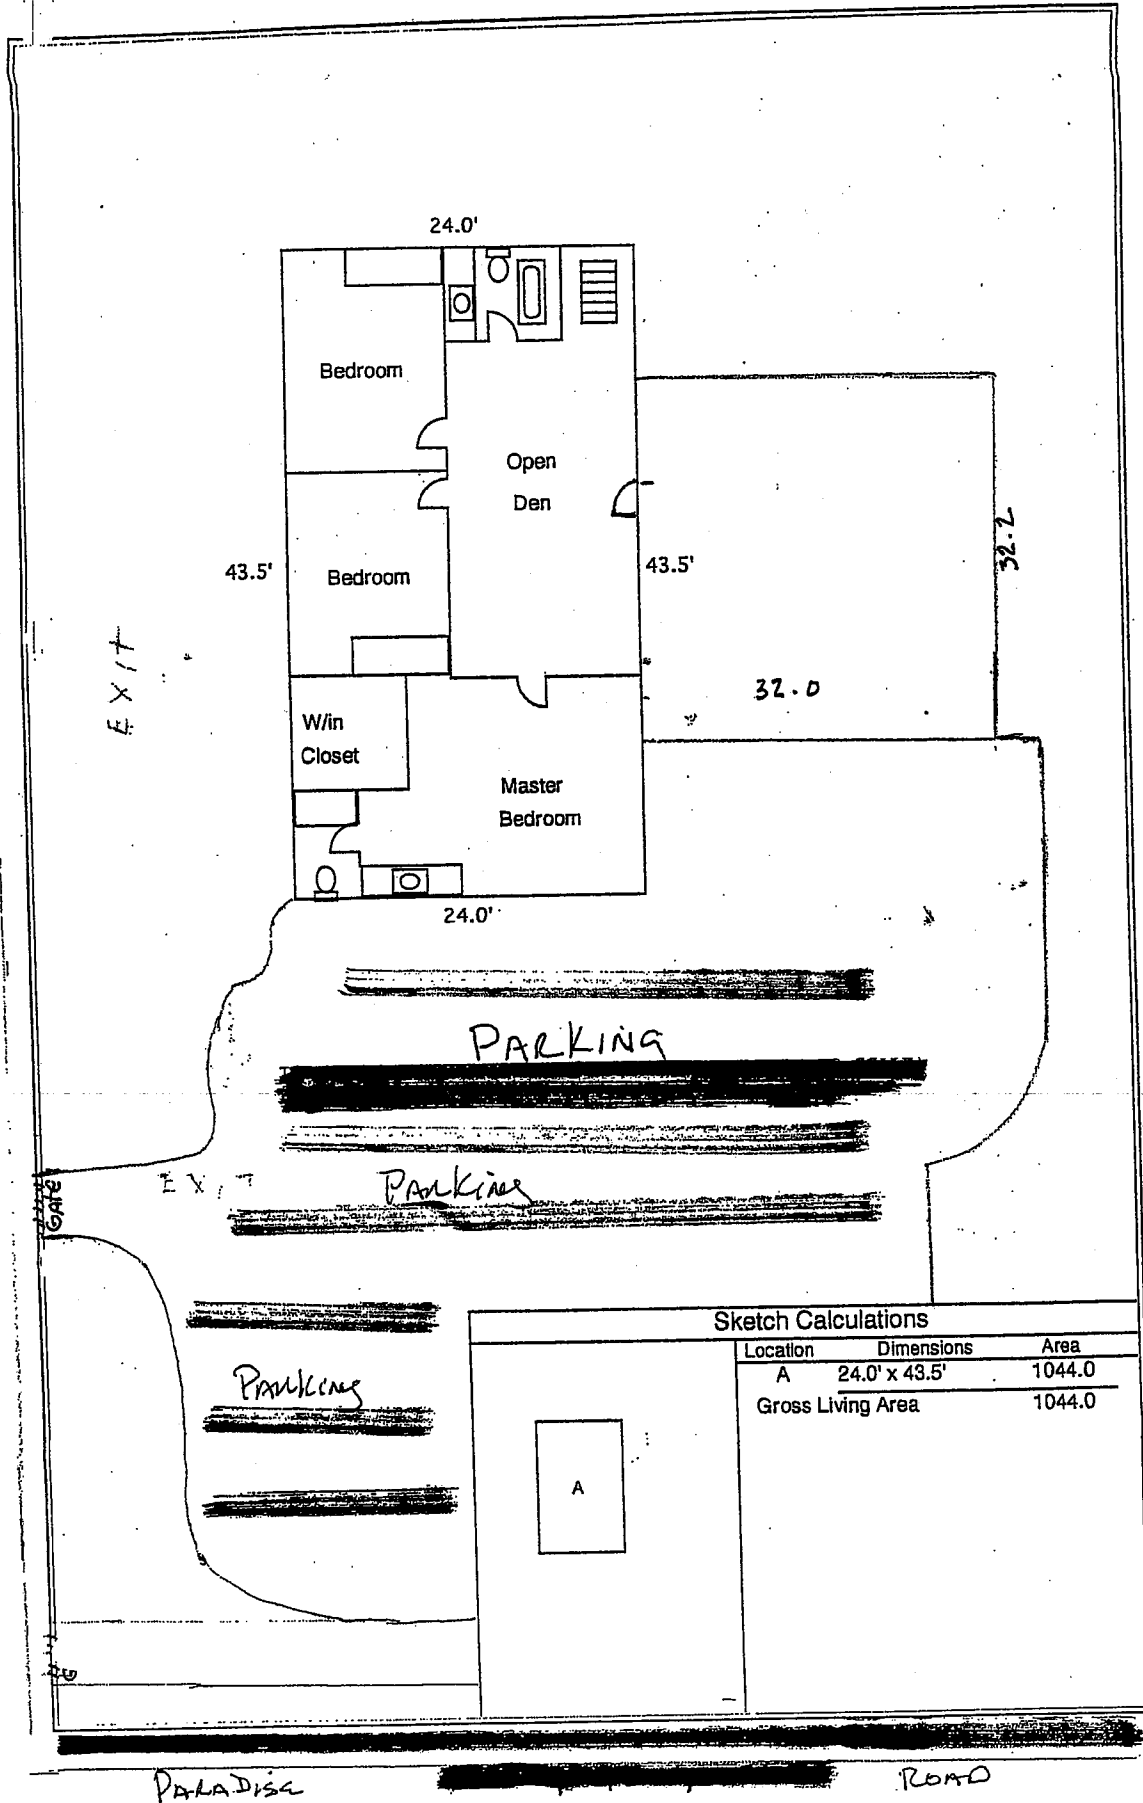 24.0'
Bedroom
Open
Den
43.5'
Bedroom
43.5'
32.2
EXIT
32.0
W/in
Closet
Master
Bedroom
24.0'
PARKING
EXIT
PARKING
GATE
Sketch Calculations
Location Dimensions Area
A 24.0' x 43.5' 1044.0
Gross Living Area 1044.0
PARKING
A
PARADISE ROAD